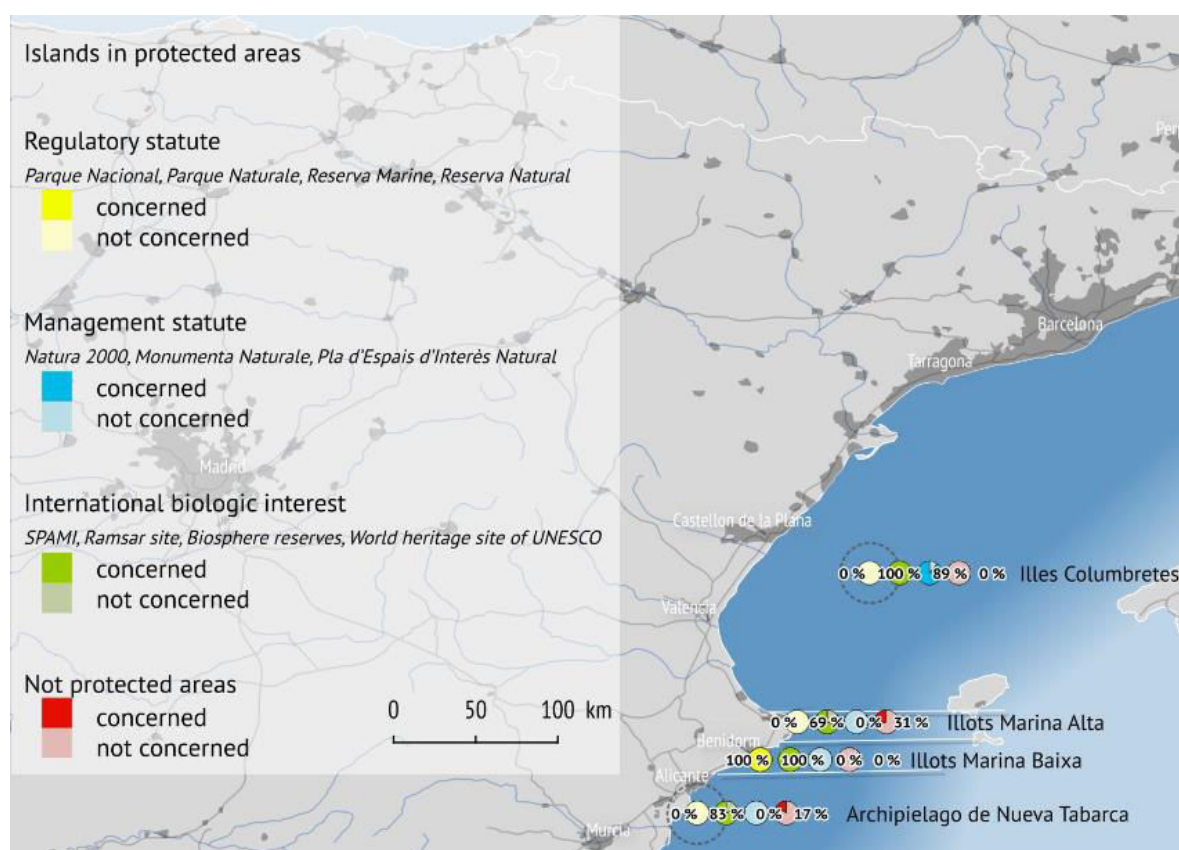 Islands in protected areas
Regulatory statute
Parque Nacional, Parque Naturale, Reserva Marine, Reserva Natural
concerned
not concerned
Management statute
Natura 2000, Monumenta Naturale, Pla d'Espais d'Interès Natural
concerned
not concerned
International biologic interest
SPAMI, Ramsar site, Biosphere reserves, World heritage site of UNESCO
concerned
not concerned
Not protected areas
concerned
not concerned
0 50 100 km
Madrid
Barcelona
Tarragona
Castellon de la Plana
Valencia
Benidorm
Alicante
Murcia
0 % 100 % 89 % 0 % Illes Columbretes
0 % 69 % 0 % 31 % Illots Marina Alta
100 % 100 % 0 % 0 % Illots Marina Baixa
0 % 83 % 0 % 17 % Archipielago de Nueva Tabarca